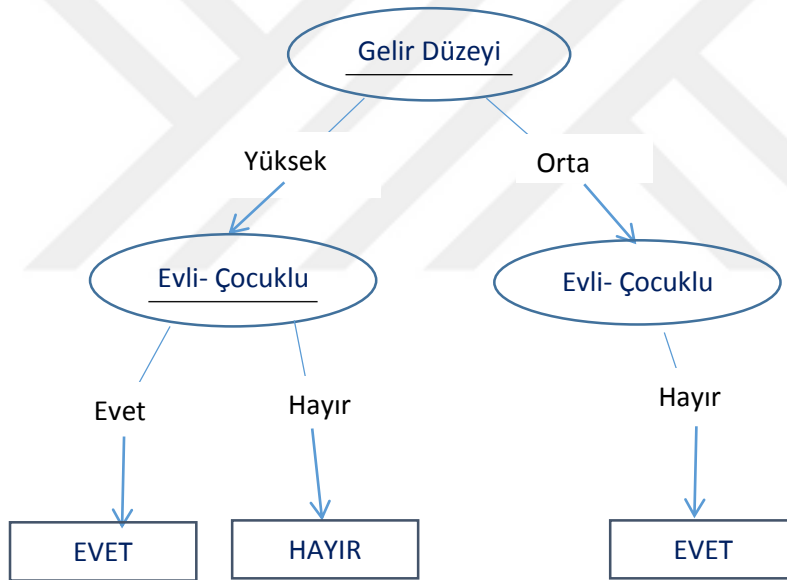 Gelir Düzeyi
Yüksek
Orta
Evli- Çocuklu
Evli- Çocuklu
Evet
Hayır
Hayır
EVET
HAYIR
EVET